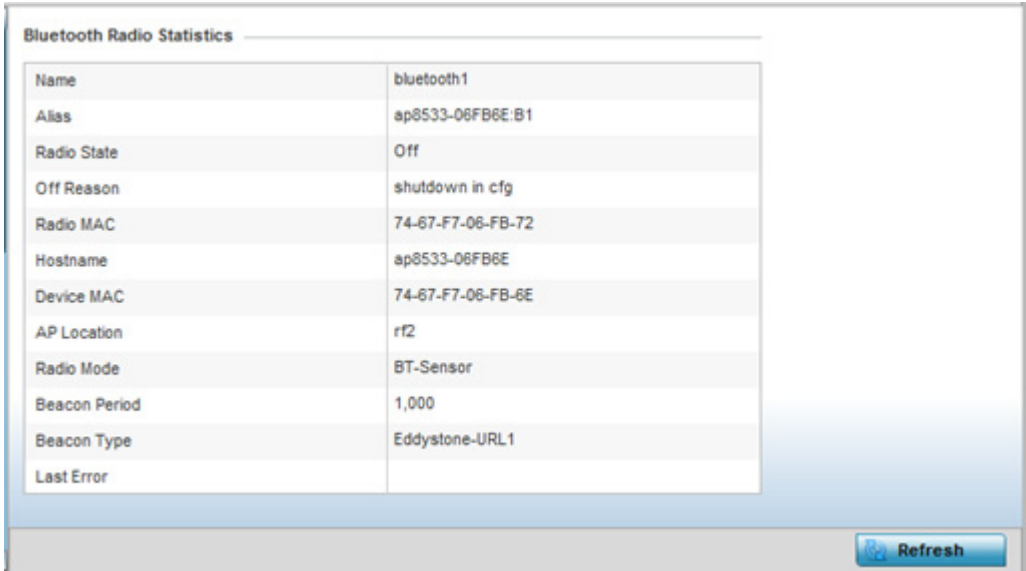 Bluetooth Radio Statistics
Name bluetooth1
Alias ap8533-06FB6E:B1
Radio State Off
Off Reason shutdown in cfg
Radio MAC 74-67-F7-06-FB-72
Hostname ap8533-06FB6E
Device MAC 74-67-F7-06-FB-6E
AP Location rf2
Radio Mode BT-Sensor
Beacon Period 1,000
Beacon Type Eddystone-URL1
Last Error
Refresh